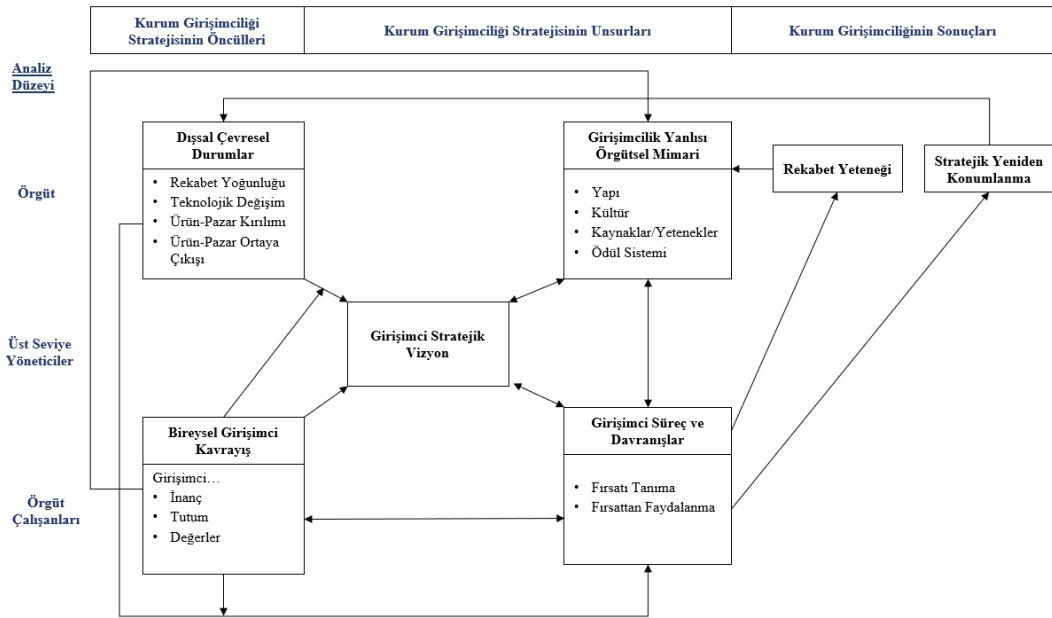 Kurum Girişimciliği
Stratejisinin Öncülleri
Kurum Girişimciliği Stratejisinin Unsurları
Kurum Girişimciliğinin Sonuçları
Analiz
Düzeyi
Örgüt
Dışsal Çevresel
Durumlar
• Rekabet Yoğunluğu
• Teknolojik Değişim
• Ürün-Pazar Kırılımı
• Ürün-Pazar Ortaya
Çıkışı
Girişimcilik Yanlısı
Örgütsel Mimari
• Yapı
• Kültür
• Kaynaklar/Yetenekler
• Ödül Sistemi
Rekabet Yeteneği
Stratejik Yeniden
Konumlanma
Üst Seviye
Yöneticiler
Girişimci Stratejik
Vizyon
Örgüt
Çalışanları
Bireysel Girişimci
Kavrayış
Girişimci…
• İnanç
• Tutum
• Değerler
Girişimci Süreç ve
Davranışlar
• Fırsatı Tanıma
• Fırsattan Faydalanma